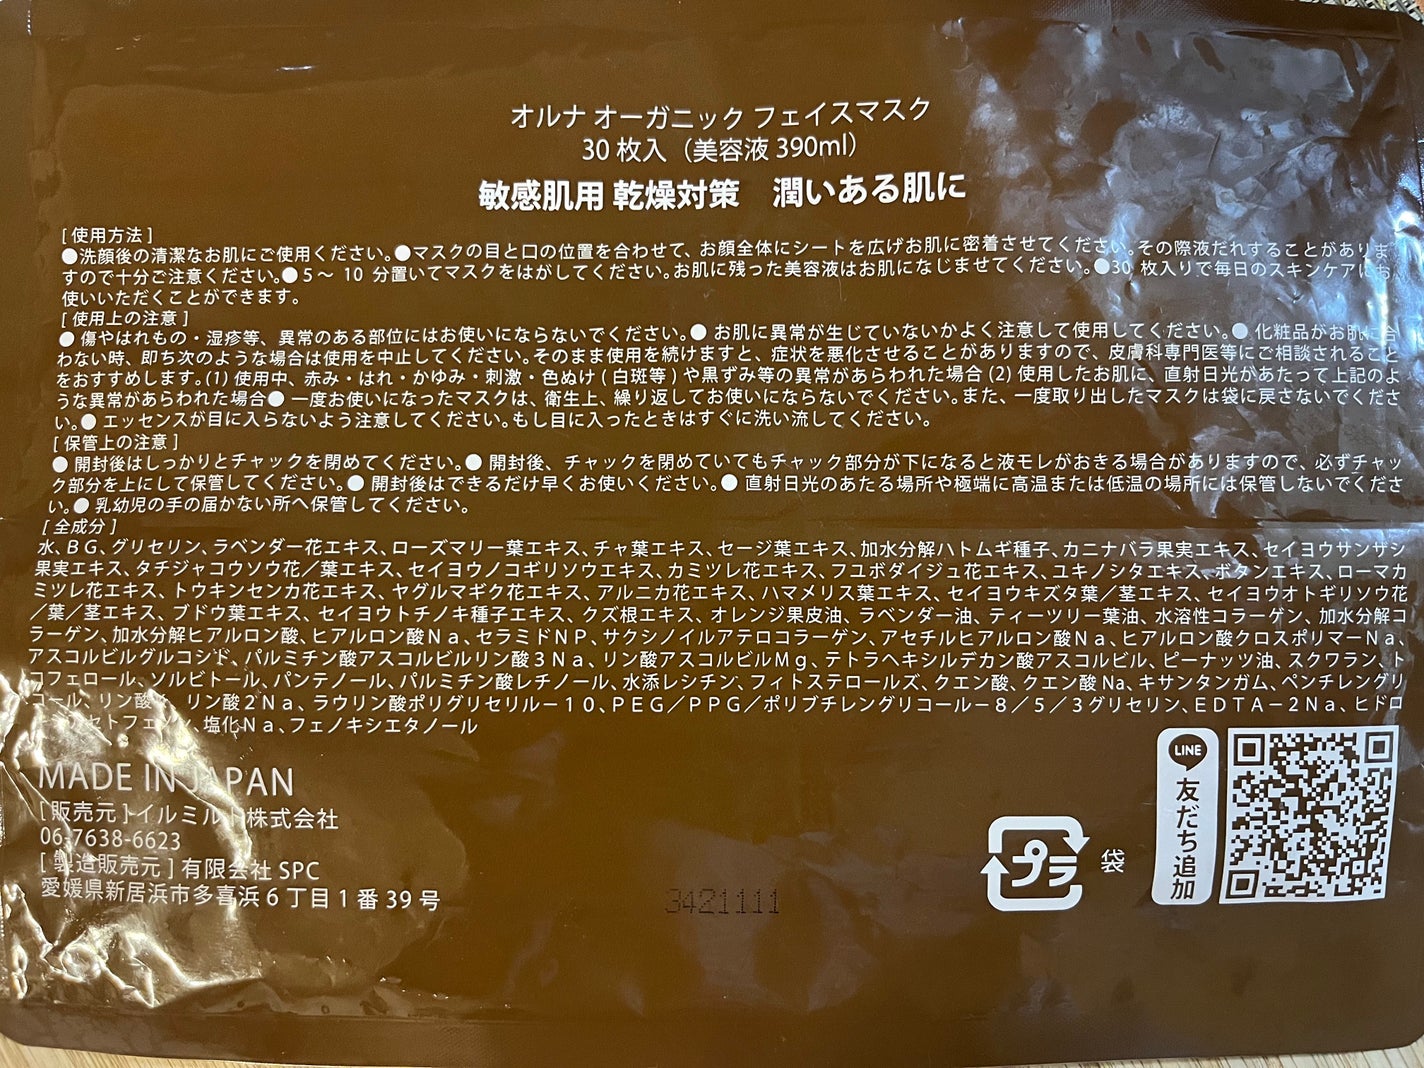 オルナ オーガニック フェイスマスク
30 枚入（美容液 390ml）
敏感肌用 乾燥対策　潤いある肌に
[ 使用方法 ]
●洗顔後の清潔なお肌にご使用ください。●マスクの目と口の位置を合わせて、お顔全体にシートを広げお肌に密着させてください。その際液だれすることがありま
すので十分ご注意ください。●5～ 10 分置いてマスクをはがしてください。お肌に残った美容液はお肌になじませてください。●30 枚入りで毎日のスキンケアにお
使いいただくことができます。
[ 使用上の注意 ]
● 傷やはれもの・湿疹等、異常のある部位にはお使いにならないでください。● お肌に異常が生じていないかよく注意して使用してください。● 化粧品がお肌に合
わない時、即ち次のような場合は使用を中止してください。そのまま使用を続けますと、症状を悪化させることがありますので、皮膚科専門医等にご相談されること
をおすすめします。(1) 使用中、赤み・はれ・かゆみ・刺激・色ぬけ ( 白斑等 ) や黒ずみ等の異常があらわれた場合 (2) 使用したお肌に、直射日光があたって上記のよ
うな異常があらわれた場合● 一度お使いになったマスクは、衛生上、繰り返してお使いにならないでください。また、一度取り出したマスクは袋に戻さないでくださ
い。● エッセンスが目に入らないよう注意してください。もし目に入ったときはすぐに洗い流してください。
[ 保管上の注意 ]
● 開封後はしっかりとチャックを閉めてください。● 開封後、チャックを閉めていてもチャック部分が下になると液モレがおきる場合がありますので、必ずチャッ
ク部分を上にして保管してください。● 開封後はできるだけ早くお使いください。● 直射日光のあたる場所や極端に高温または低温の場所には保管しないでくださ
い。● 乳幼児の手の届かない所へ保管してください。
[ 全成分 ]
水、ＢＧ、グリセリン、ラベンダー花エキス、ローズマリー葉エキス、チャ葉エキス、セージ葉エキス、加水分解ハトムギ種子、カニナバラ果実エキス、セイヨウサンザシ
果実エキス、タチジャコウソウ花／葉エキス、セイヨウノコギリソウエキス、カミツレ花エキス、フユボダイジュ花エキス、ユキノシタエキス、ボタンエキス、ローマカ
ミツレ花エキス、トウキンセンカ花エキス、ヤグルマギク花エキス、アルニカ花エキス、ハマメリス葉エキス、セイヨウキズタ葉／茎エキス、セイヨウオトギリソウ花
／葉／茎エキス、ブドウ葉エキス、セイヨウトチノキ種子エキス、クズ根エキス、オレンジ果皮油、ラベンダー油、ティーツリー葉油、水溶性コラーゲン、加水分解コ
ラーゲン、加水分解ヒアルロン酸、ヒアルロン酸Ｎａ、セラミドＮＰ、サクシノイルアテロコラーゲン、アセチルヒアルロン酸Ｎａ、ヒアルロン酸クロスポリマーＮａ、
アスコルビルグルコシド、パルミチン酸アスコルビルリン酸３Ｎａ、リン酸アスコルビルＭｇ、テトラヘキシルデカン酸アスコルビル、ピーナッツ油、スクワラン、ト
コフェロール、ソルビトール、パンテノール、パルミチン酸レチノール、水添レシチン、フィトステロールズ、クエン酸、クエン酸 Na、キサンタンガム、ペンチレングリ
コール、リン酸 、リン酸２Ｎａ、ラウリン酸ポリグリセリル－１０、ＰＥＧ／ＰＰＧ／ポリブチレングリコール－８／５／３グリセリン、ＥＤＴＡ－２Ｎａ、ヒドロ
キシアセトフェノン、塩化Ｎａ、フェノキシエタノール
MADE IN JAPAN
[ 販売元 ] イルミルド株式会社
06-7638-6623
[ 製造販売元 ] 有限会社 SPC
愛媛県新居浜市多喜浜 6 丁目 1 番 39 号
3421111
プラ
袋
LINE
友だち追加